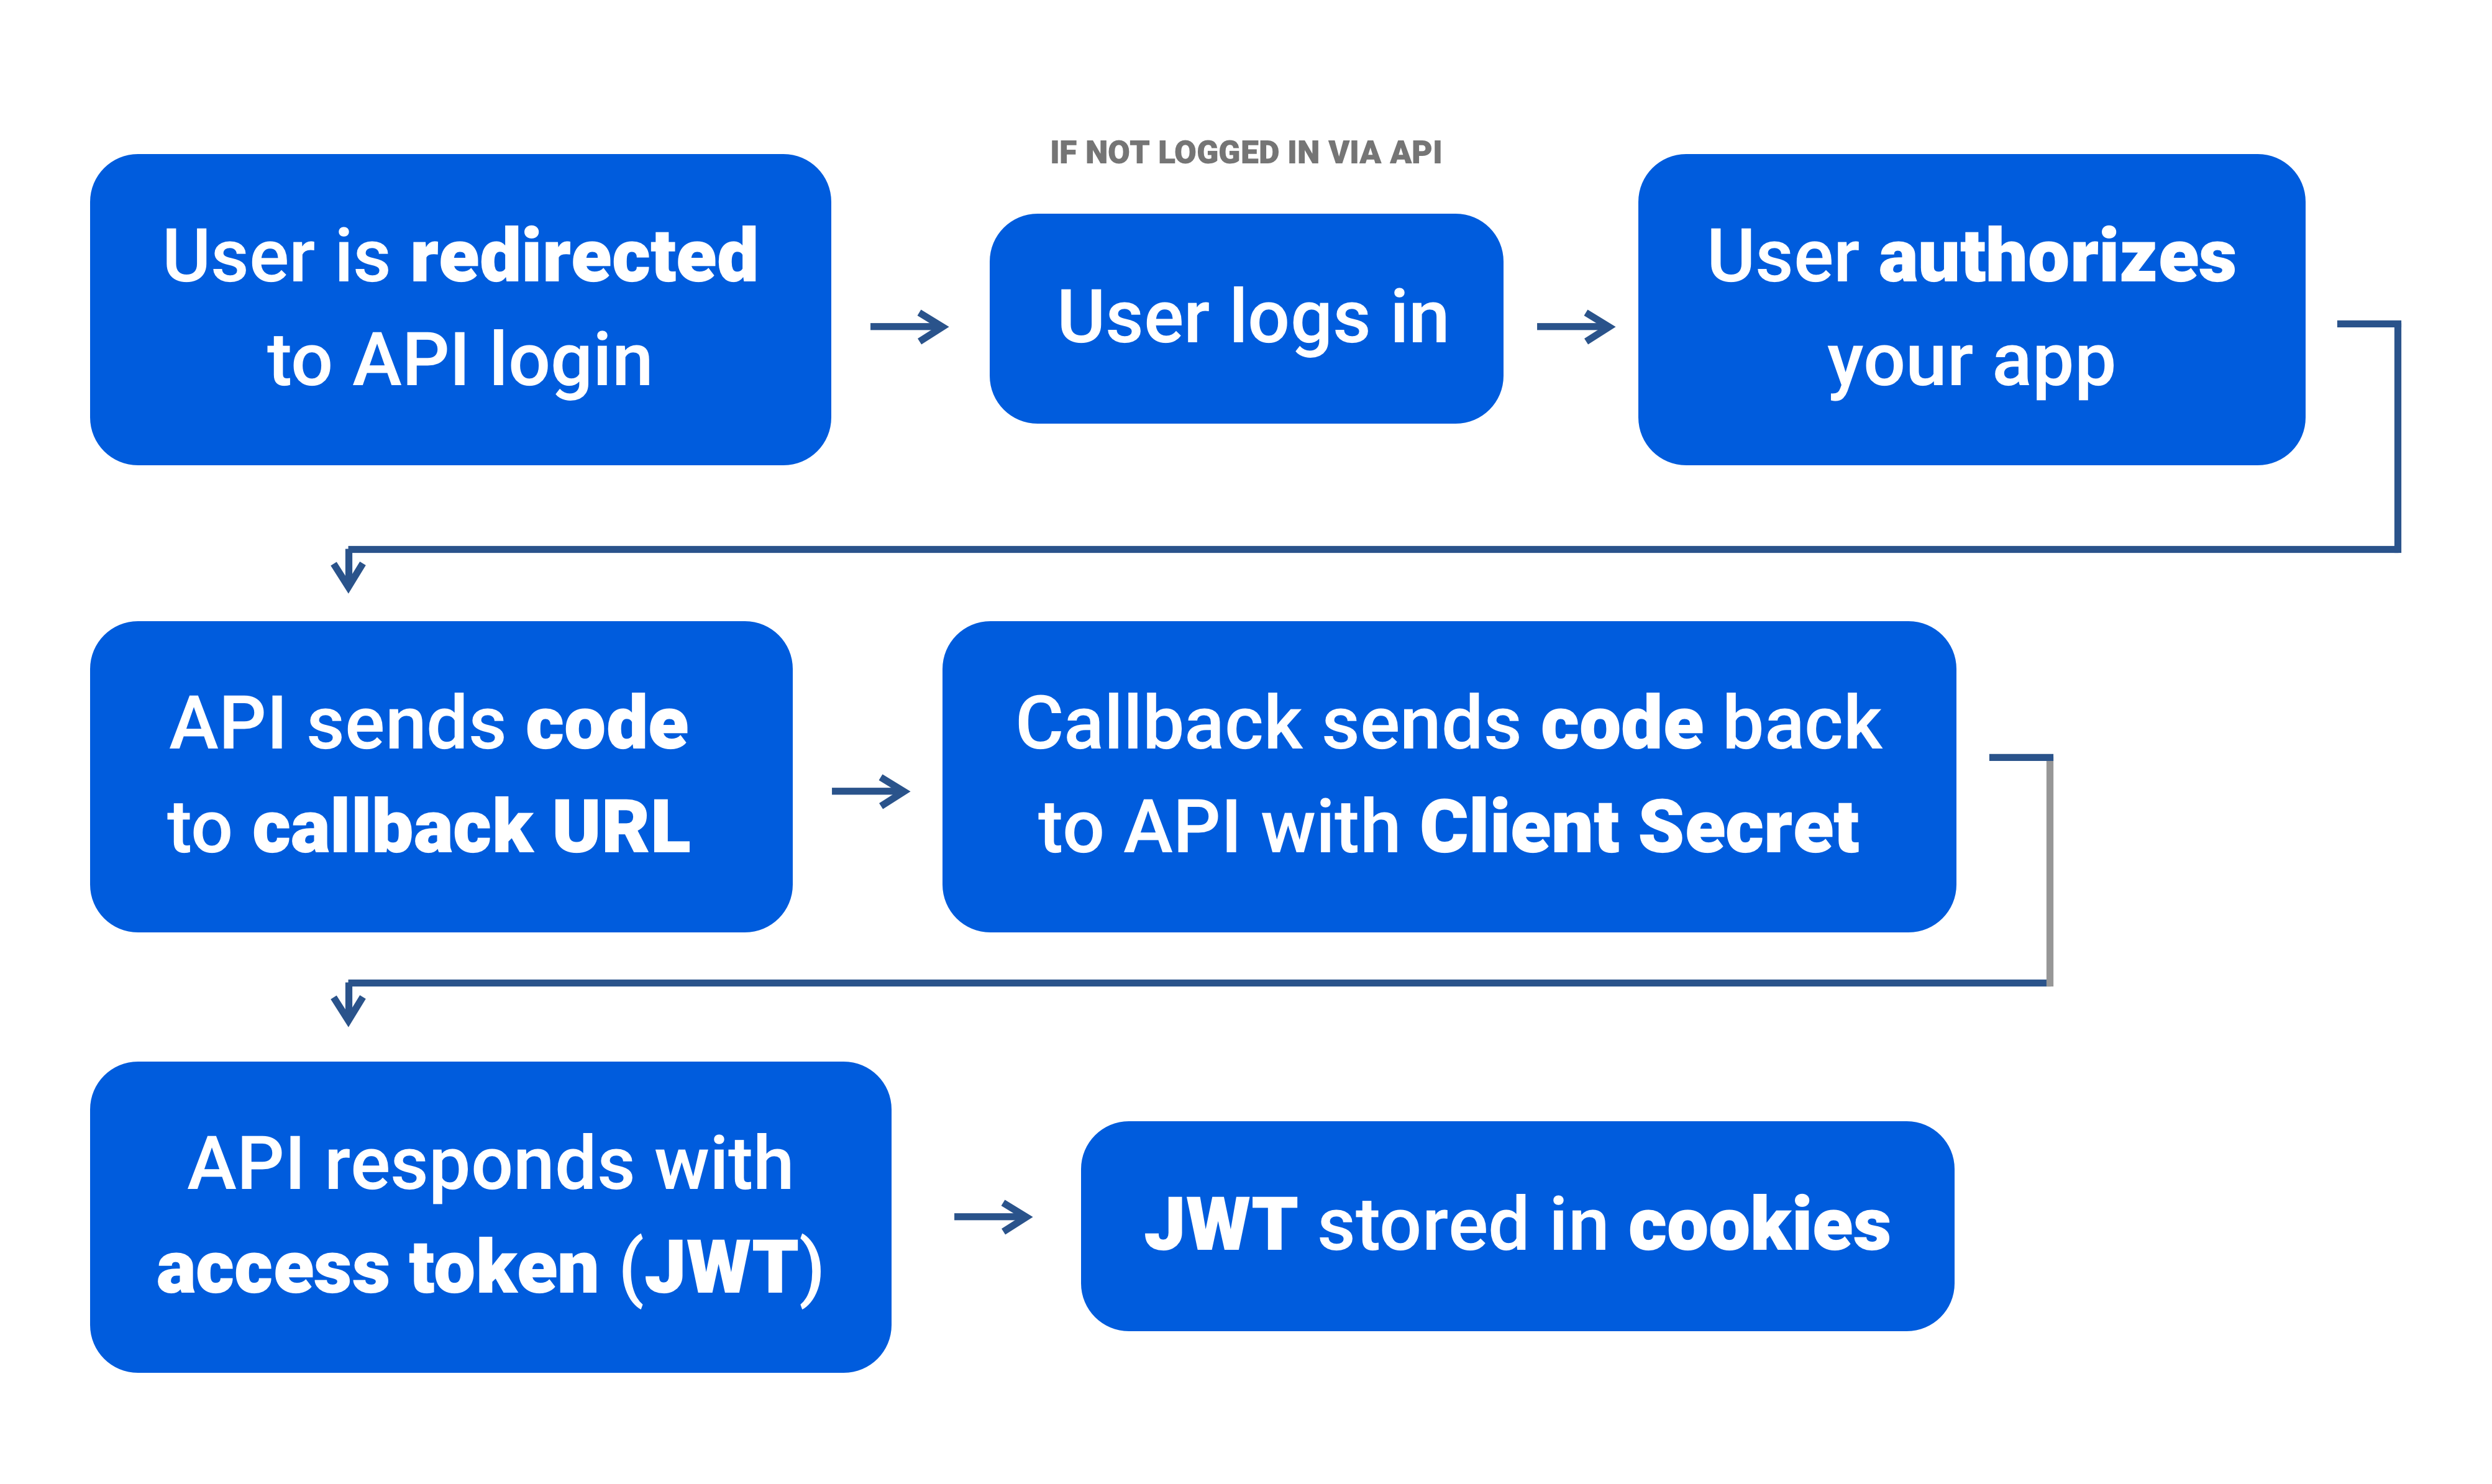 User is redirected
to API login
IF NOT LOGGED IN VIA API
User logs in
User authorizes
your app
API sends code
to callback URL
Callback sends code back
to API with Client Secret
API responds with
access token (JWT)
JWT stored in cookies